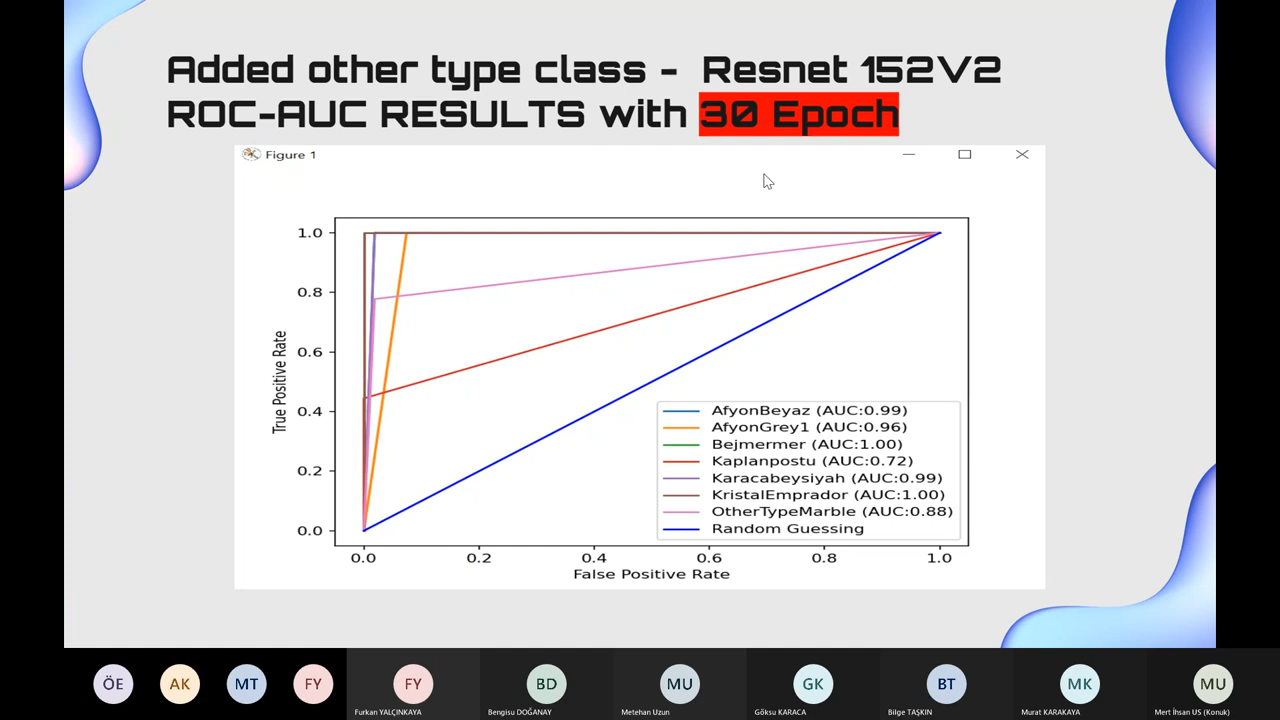 Added other type class - Resnet 152V2
ROC-AUC RESULTS with 30 Epoch
Figure 1
1.0
0.8
0.6
0.4
0.2
0.0
True Positive Rate
AfyonBeyaz (AUC:0.99)
AfyonGrey1 (AUC:0.96)
Bejmermer (AUC:1.00)
Kaplanpostu (AUC:0.72)
Karacabeysiyah (AUC:0.99)
KristalEmprador (AUC:1.00)
OtherTypeMarble (AUC:0.88)
Random Guessing
0.0 0.2 0.4 0.6 0.8 1.0
False Positive Rate
ÖE AK MT FY FY BD MU GK BT MK MU
Furkan YALÇINKAYA Bengisu DOĞANAY Metehan Uzun Göksu KARACA Bilge TAŞKIN Murat KARAKAYA Mert İhsan US (Konuk)